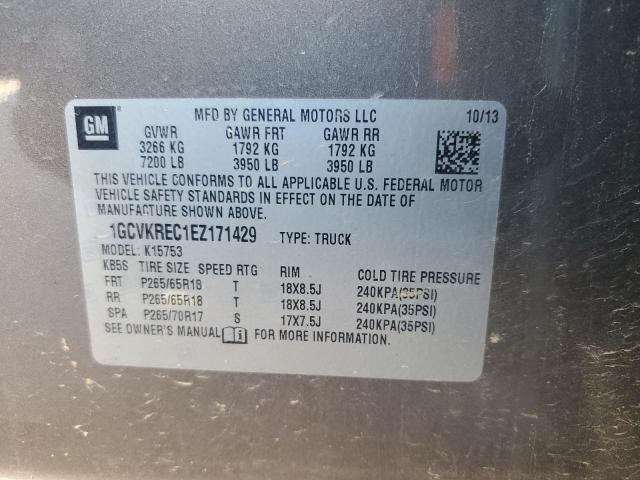 GM
MFD BY GENERAL MOTORS LLC 10/13
GVWR GAWR FRT GAWR RR
3266 KG 1792 KG 1792 KG
7200 LB 3950 LB 3950 LB
THIS VEHICLE CONFORMS TO ALL APPLICABLE U.S. FEDERAL MOTOR
VEHICLE SAFETY STANDARDS IN EFFECT ON THE DATE OF
MANUFACTURE SHOWN ABOVE.
1GCVKREC1EZ171429 TYPE: TRUCK
MODEL: K15753
KB5S TIRE SIZE SPEED RTG RIM COLD TIRE PRESSURE
FRT P265/65R18 T 18X8.5J 240KPA(35PSI)
RR P265/65R18 T 18X8.5J 240KPA(35PSI)
SPA P265/70R17 S 17X7.5J 240KPA(35PSI)
SEE OWNER'S MANUAL i FOR MORE INFORMATION.